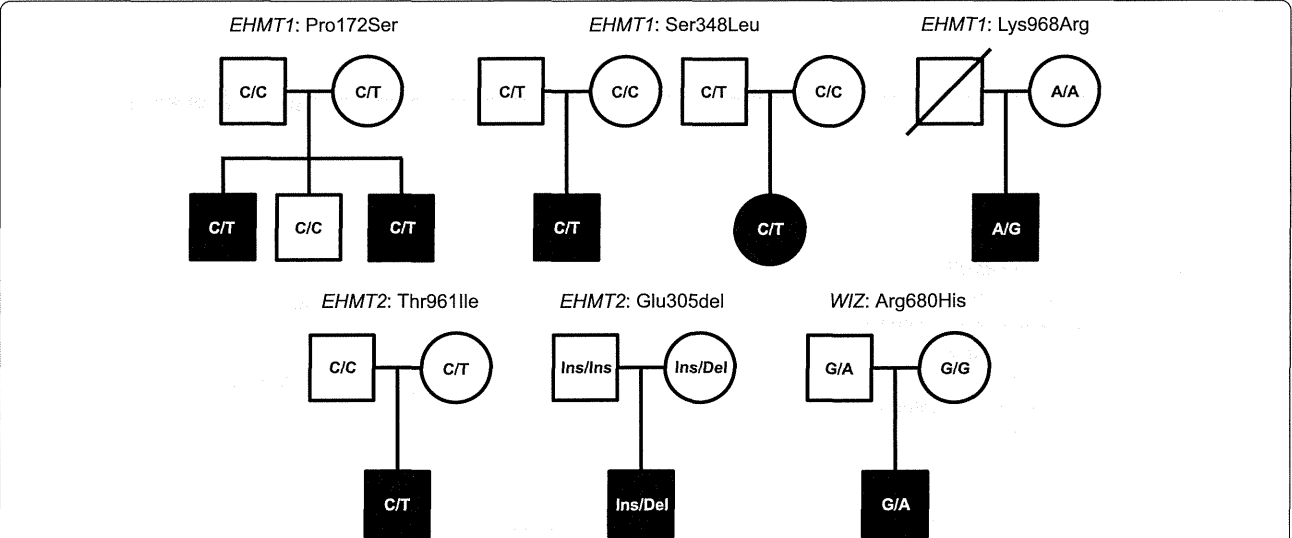 EHMT1: Pro172Ser
EHMT1: Ser348Leu
EHMT1: Lys968Arg
C/C
C/T
C/T
C/C
C/T
C/C
A/A
C/T
C/C
C/T
C/T
C/T
A/G
EHMT2: Thr961Ile
EHMT2: Glu305del
WIZ: Arg680His
C/C
C/T
Ins/Ins
Ins/Del
G/A
G/G
C/T
Ins/Del
G/A